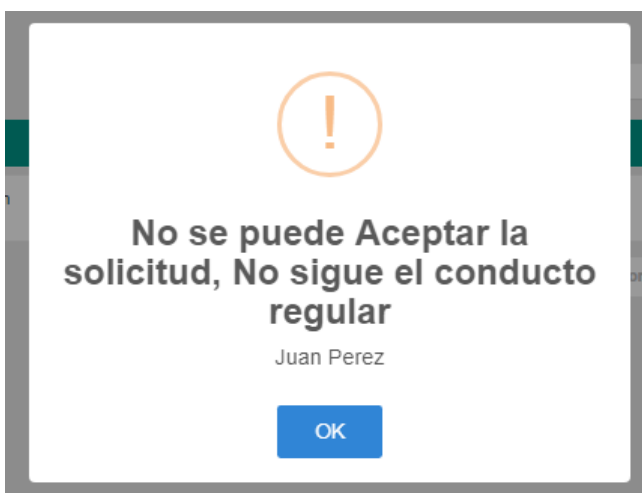 !
No se puede Aceptar la
solicitud, No sigue el conducto
regular
Juan Perez
OK